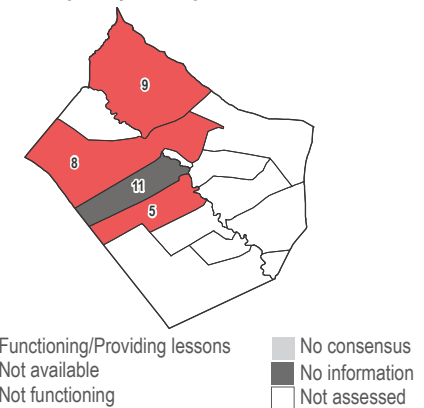 9
8
11
5
Functioning/Providing lessons
Not available
Not functioning
No consensus
No information
Not assessed